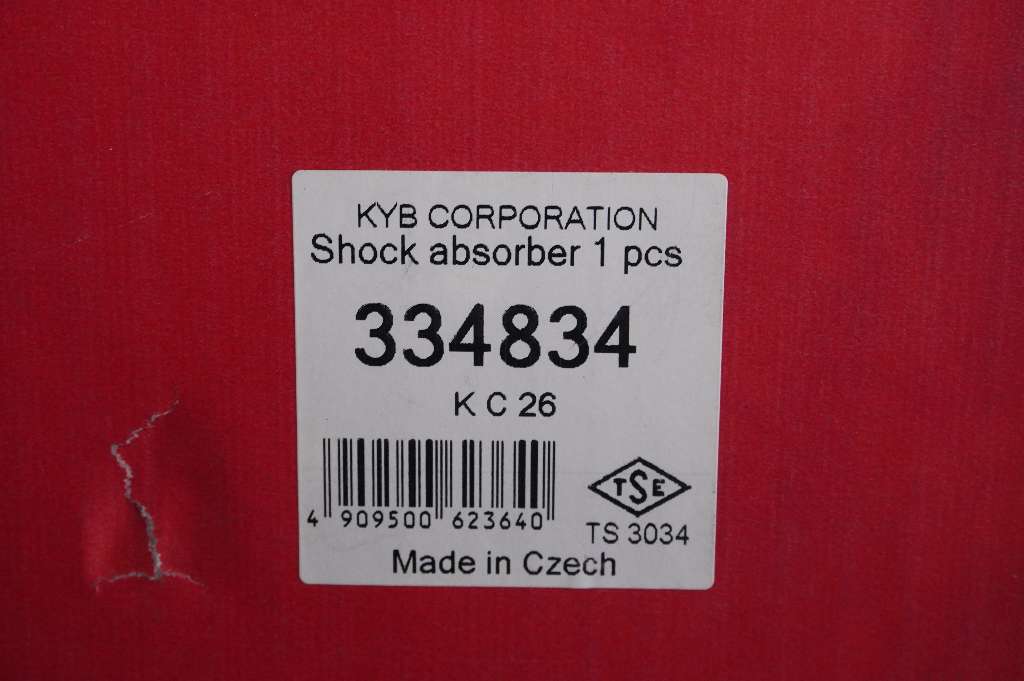 KYB CORPORATION
Shock absorber 1 pcs
334834
K C 26
4 909500 623640
TSE
TS 3034
Made in Czech